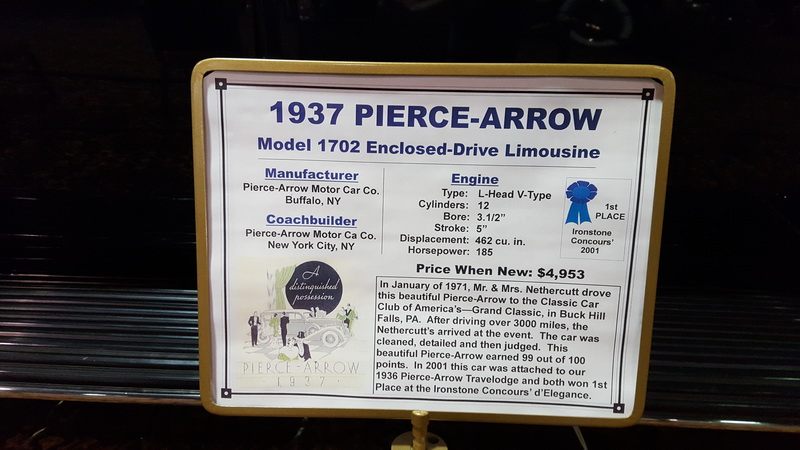 1937 PIERCE-ARROW
Model 1702 Enclosed-Drive Limousine
Manufacturer
Pierce-Arrow Motor Car Co.
Buffalo, NY
Coachbuilder
Pierce-Arrow Motor Ca Co.
New York City, NY
Engine
Type: L-Head V-Type
Cylinders: 12
Bore: 3.1/2”
Stroke: 5”
Displacement: 462 cu. in.
Horsepower: 185
1st
PLACE
Ironstone
Concours’
2001
Price When New: $4,953
A
distinguished
possession
PIERCE-ARROW
1937
In January of 1971, Mr. & Mrs. Nethercutt drove
this beautiful Pierce-Arrow to the Classic Car
Club of America’s—Grand Classic, in Buck Hill
Falls, PA. After driving over 3000 miles, the
Nethercutt’s arrived at the event. The car was
cleaned, detailed and then judged. This
beautiful Pierce-Arrow earned 99 out of 100
points. In 2001 this car was attached to our
1936 Pierce-Arrow Travelodge and both won 1st
Place at the Ironstone Concours’ d’Elegance.